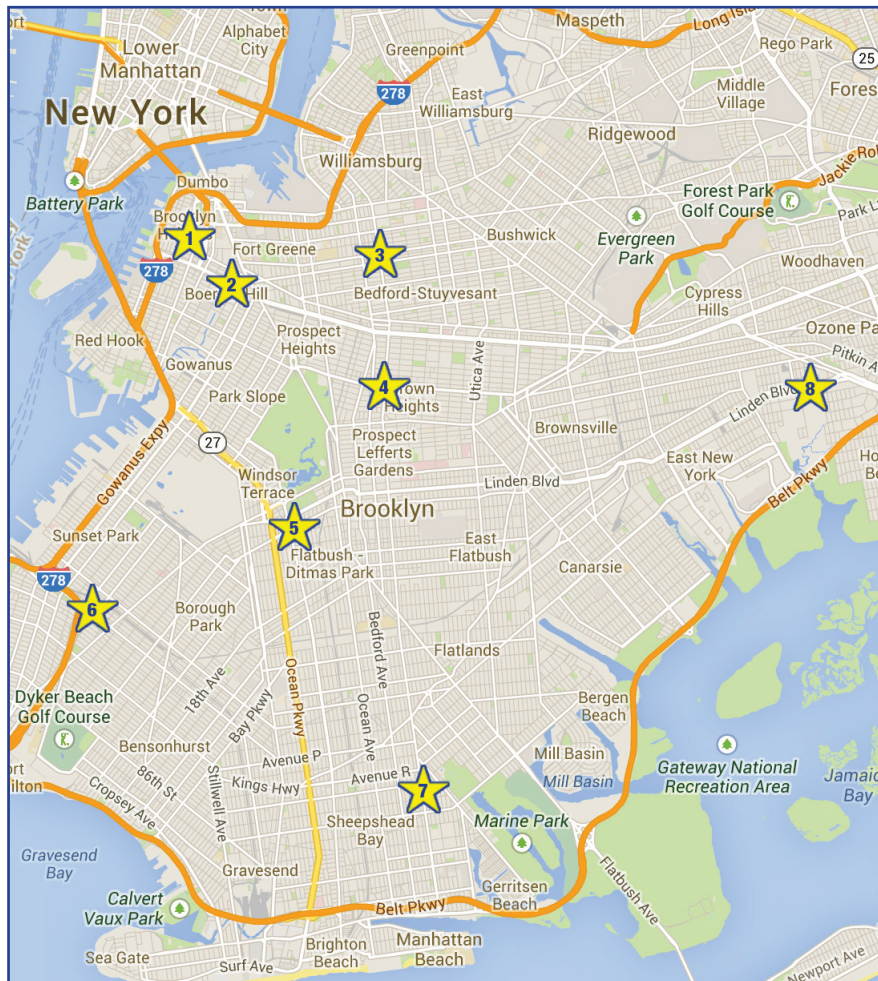 Alphabet
City
Maspeth
Long Isla
Rego Park
25
Lower
Manhattan
Greenpoint
278
Middle
Village
Fores
New York
East
Williamsburg
Ridgewood
Williamsburg
Jackie Rob
Dumbo
Battery Park
Forest Park
Golf Course
Park L
Brooklyn
H
1
Fort Greene
3
Bushwick
Evergreen
Park
Woodhaven
278
2
Boer Hill
Bedford-Stuyvesant
Cypress
Hills
Ozone Pa
Red Hook
Prospect
Heights
Utica Ave
Pitkin A
Gowanus
Park Slope
4
rown
Heights
8
Linden Blvd
27
Brownsville
Gowanus Expy
Prospect
Lefferts
Gardens
East New
York
Ho
Be
Windsor
Terrace
Linden Blvd
Belt Pkwy
Brooklyn
Sunset Park
5
Flatbush -
Ditmas Park
East
Flatbush
Canarsie
278
6
Borough
Park
Bedford Ave
Flatlands
18th Ave
Ocean Pkwy
Bay Pkwy
Ocean Ave
Dyker Beach
Golf Course
Bergen
Beach
Bensonhurst
Avenue P
Mill Basin
Mill Basin
Gateway National
Recreation Area
Jamaic
Bay
ort
ilton
86th St
Kings Hwy
Avenue R
7
Cropsey Ave
Stillwell Ave
Sheepshead
Bay
Marine Park
Gravesend
Bay
Gravesend
Gerritsen
Beach
Flatbush Ave
Calvert
Vaux Park
Belt Pkwy
Sea Gate
Brighton
Beach
Manhattan
Beach
Surf Ave
Newport Ave